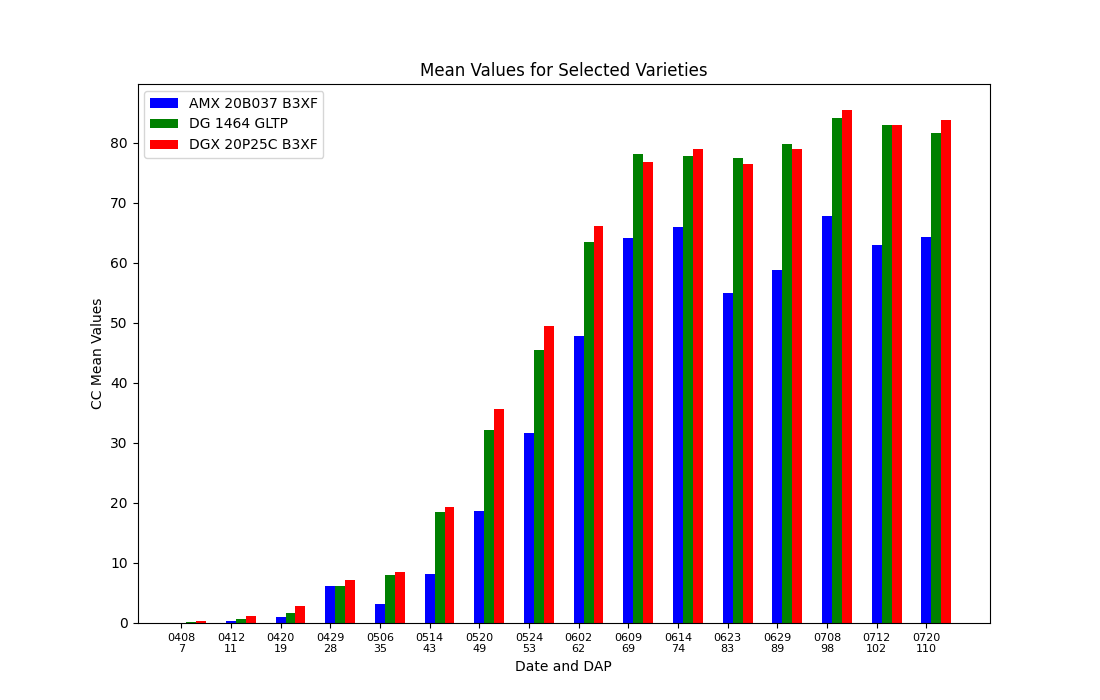 Mean Values for Selected Varieties
AMX 20B037 B3XF
DG 1464 GLTP
DGX 20P25C B3XF
80
70
60
50
40
30
20
10
0
CC Mean Values
0408 0412 0420 0429 0506 0514 0520 0524 0602 0609 0614 0623 0629 0708 0712 0720
7 11 19 28 35 43 49 53 62 69 74 83 89 98 102 110
Date and DAP